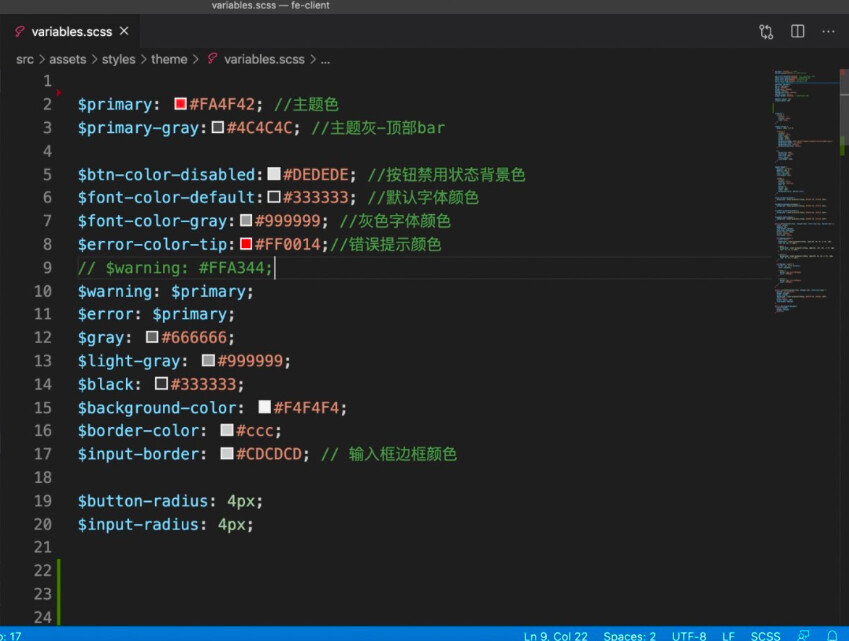 variables.scss — fe-client
variables.scss ×
src > assets > styles > theme > variables.scss > ...
1
2 $primary: #FA4F42; //主题色
3 $primary-gray: #4C4C4C; //主题灰-顶部bar
4
5 $btn-color-disabled: #DEDEDE; //按钮禁用状态背景色
6 $font-color-default: #333333; //默认字体颜色
7 $font-color-gray: #999999; //灰色字体颜色
8 $error-color-tip: #FF0014;//错误提示颜色
9 // $warning: #FFA344;
10 $warning: $primary;
11 $error: $primary;
12 $gray: #666666;
13 $light-gray: #999999;
14 $black: #333333;
15 $background-color: #F4F4F4;
16 $border-color: #ccc;
17 $input-border: #CDCDCD; // 输入框边框颜色
18
19 $button-radius: 4px;
20 $input-radius: 4px;
21
22
23
24
: 17 Ln 9, Col 22 Spaces: 2 UTF-8 LF SCSS